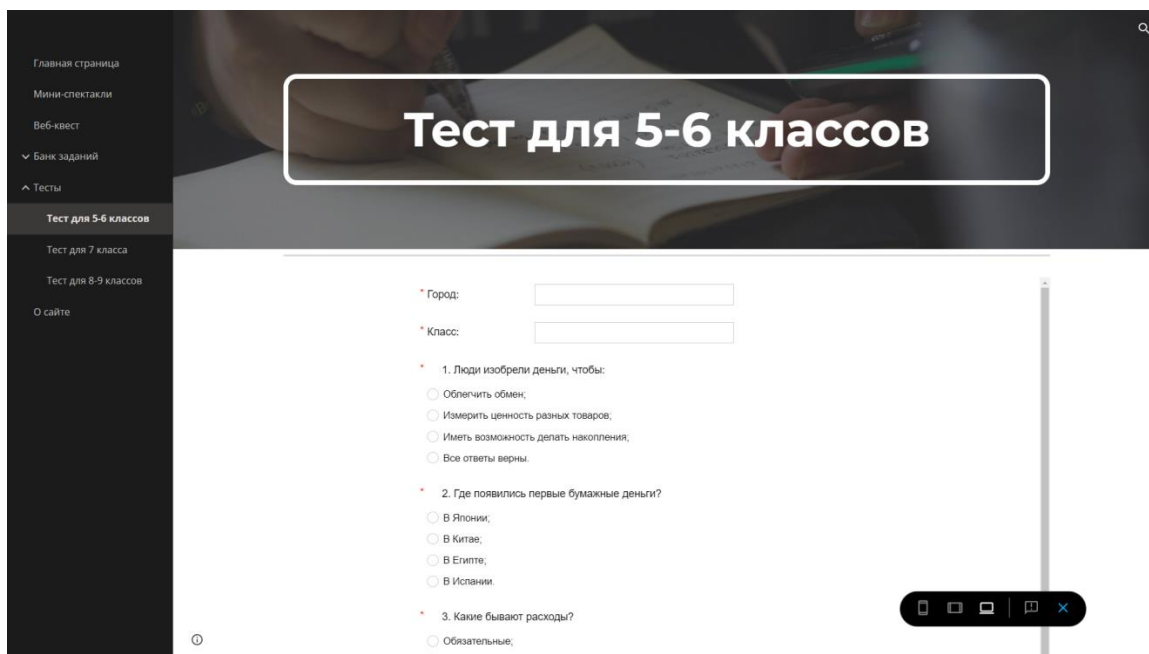 Главная страница
Мини-спектакли
Веб-квест
Банк заданий
Тесты
Тест для 5-6 классов
Тест для 7 класса
Тест для 8-9 классов
О сайте
Тест для 5-6 классов
* Город:
* Класс:
* 1. Люди изобрели деньги, чтобы:
Облегчить обмен;
Измерить ценность разных товаров;
Иметь возможность делать накопления;
Все ответы верны.
* 2. Где появились первые бумажные деньги?
В Японии;
В Китае;
В Египте;
В Испании.
* 3. Какие бывают расходы?
Обязательные;